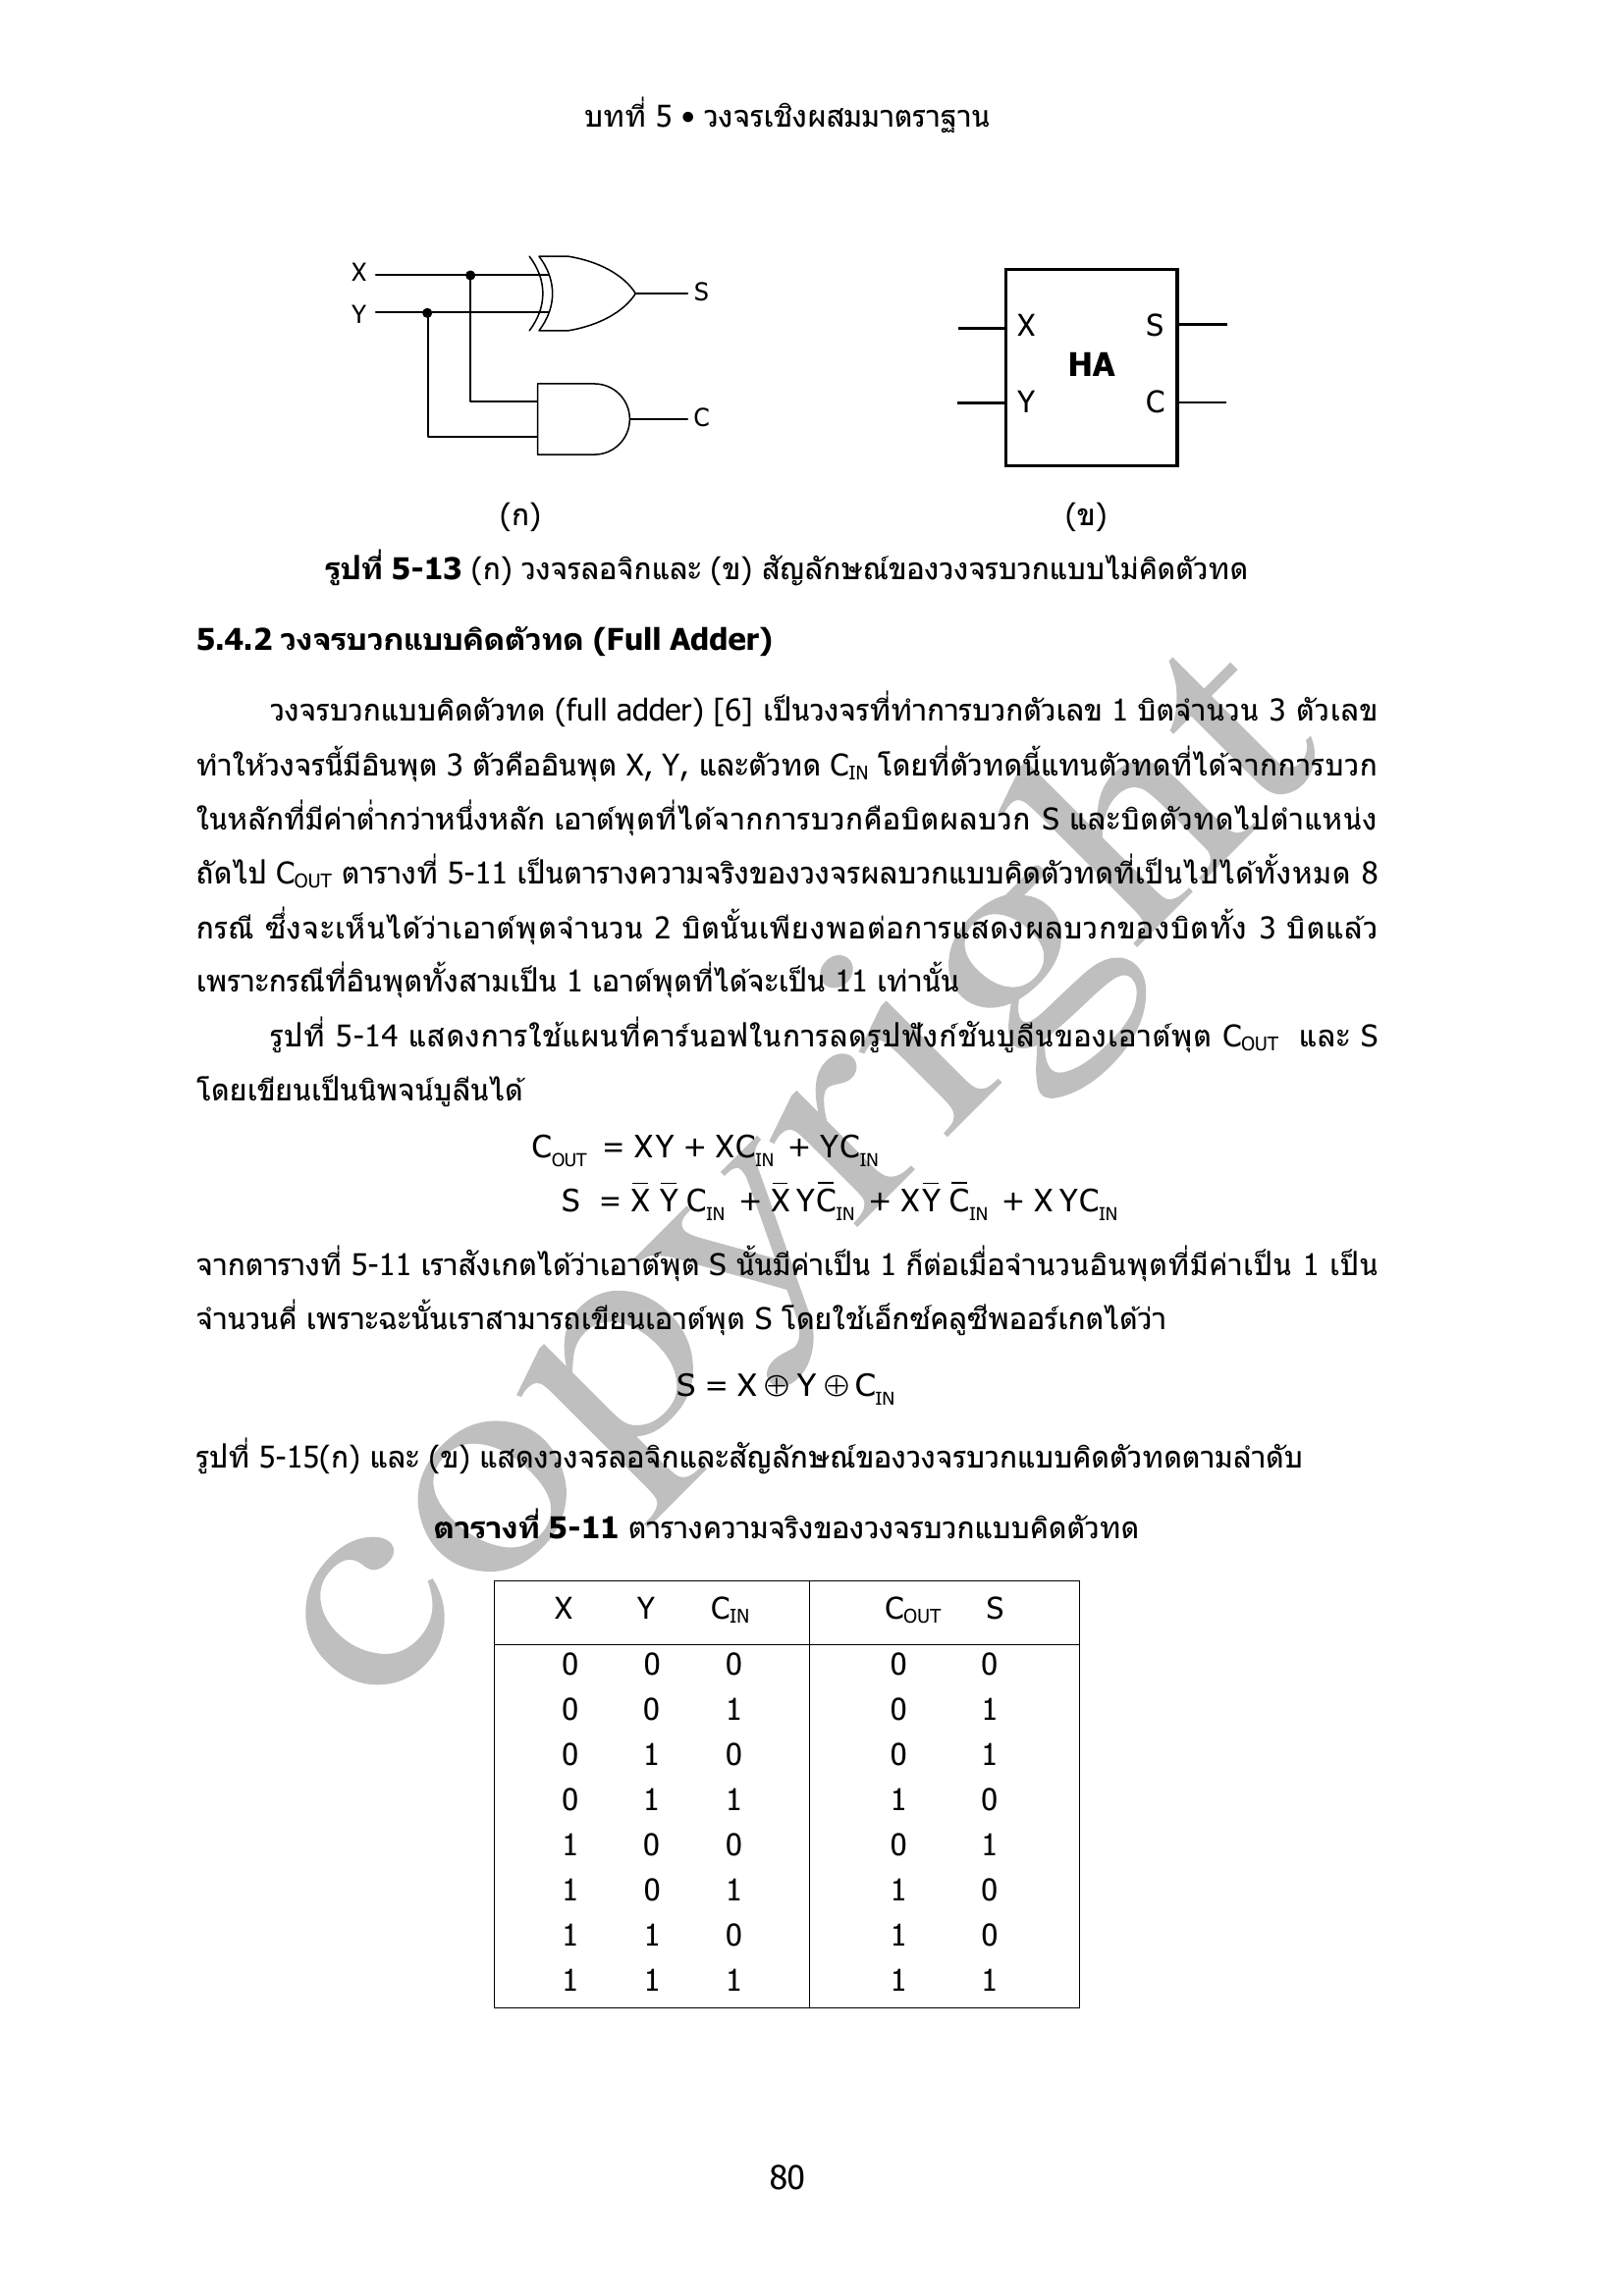 บทที่ 5 • วงจรเชิงผสมมาตราฐาน
X
Y
S
C
X
Y
HA
S
C
(ก)
(ข)
รูปที่ 5-13 (ก) วงจรลอจิกและ (ข) สัญลักษณ์ของวงจรบวกแบบไม่คิดตัวทด
5.4.2 วงจรบวกแบบคิดตัวทด (Full Adder)
วงจรบวกแบบคิดตัวทด (full adder) [6] เป็นวงจรที่ทำการบวกตัวเลข 1 บิตจำนวน 3 ตัวเลข
ทำให้วงจรนี้มีอินพุต 3 ตัวคืออินพุต X, Y, และตัวทด C_IN โดยที่ตัวทดนี้แทนตัวทดที่ได้จากการบวก
ในหลักที่มีค่าต่ำกว่าหนึ่งหลัก เอาต์พุตที่ได้จากการบวกคือบิตผลบวก S และบิตตัวทดไปตำแหน่ง
ถัดไป C_OUT ตารางที่ 5-11 เป็นตารางความจริงของวงจรผลบวกแบบคิดตัวทดที่เป็นไปได้ทั้งหมด 8
กรณี ซึ่งจะเห็นได้ว่าเอาต์พุตจำนวน 2 บิตนั้นเพียงพอต่อการแสดงผลบวกของบิตทั้ง 3 บิตแล้ว
เพราะกรณีที่อินพุตทั้งสามเป็น 1 เอาต์พุตที่ได้จะเป็น 11 เท่านั้น
รูปที่ 5-14 แสดงการใช้แผนที่คาร์นอฟในการลดรูปฟังก์ชันบูลีนของเอาต์พุต C_OUT และ S
โดยเขียนเป็นนิพจน์บูลีนได้
C_OUT = XY + XC_IN + YC_IN
S = X̅ Y̅ C_IN + X̅ YC̅_IN + XY̅ C̅_IN + X YC_IN
จากตารางที่ 5-11 เราสังเกตได้ว่าเอาต์พุต S นั้นมีค่าเป็น 1 ก็ต่อเมื่อจำนวนอินพุตที่มีค่าเป็น 1 เป็น
จำนวนคี่ เพราะฉะนั้นเราสามารถเขียนเอาต์พุต S โดยใช้เอ็กซ์คลูซีพออร์เกตได้ว่า
S = X ⊕ Y ⊕ C_IN
รูปที่ 5-15(ก) และ (ข) แสดงวงจรลอจิกและสัญลักษณ์ของวงจรบวกแบบคิดตัวทดตามลำดับ
ตารางที่ 5-11 ตารางความจริงของวงจรบวกแบบคิดตัวทด
X Y C_IN C_OUT S
0 0 0 0 0
0 0 1 0 1
0 1 0 0 1
0 1 1 1 0
1 0 0 0 1
1 0 1 1 0
1 1 0 1 0
1 1 1 1 1
80
copyright